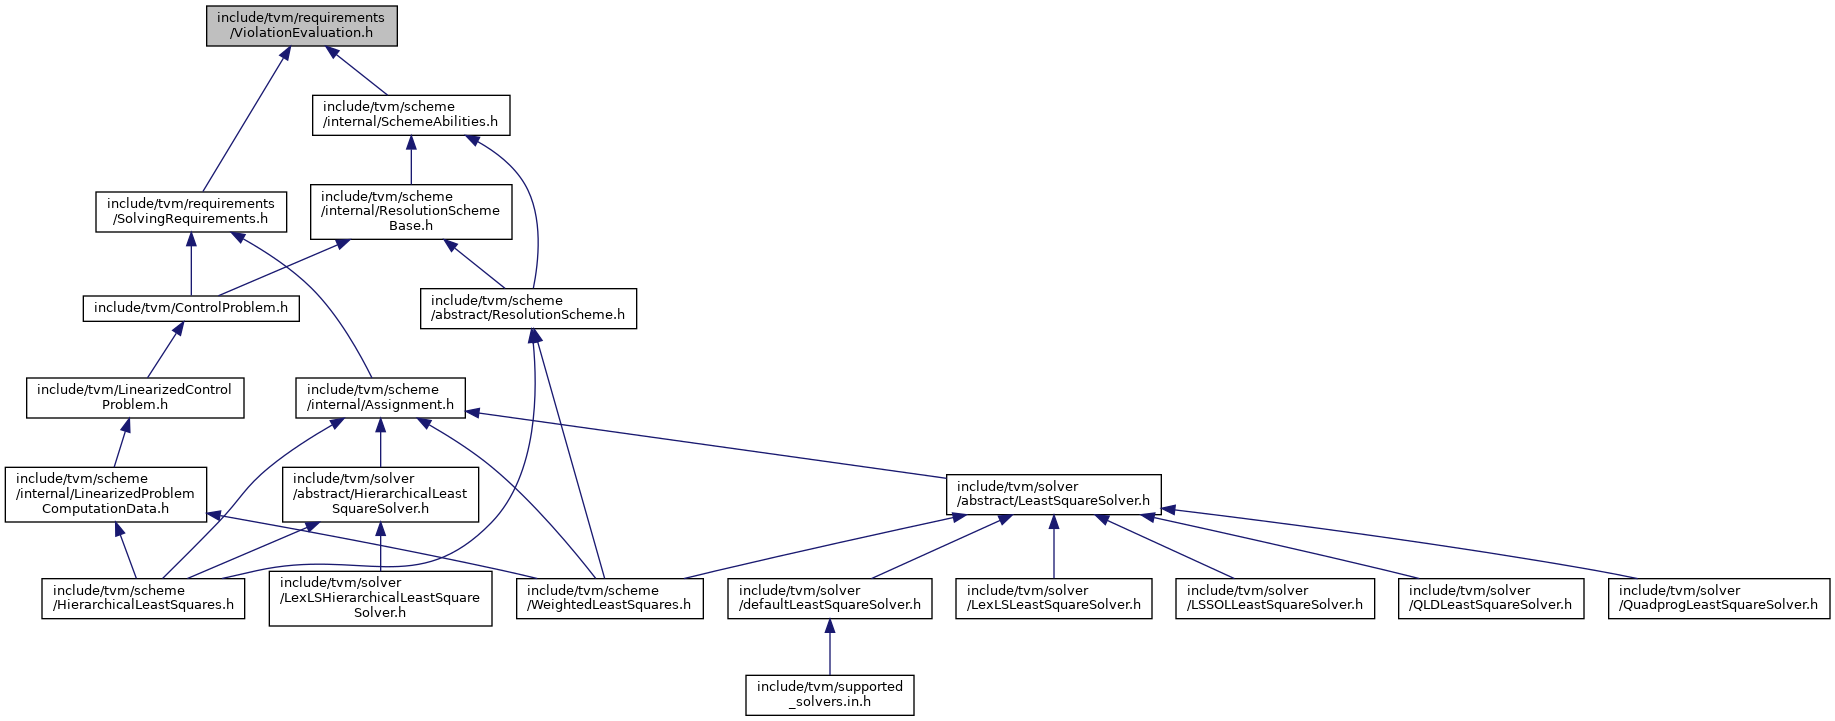 include/tvm/requirements
/ViolationEvaluation.h
include/tvm/scheme
/internal/SchemeAbilities.h
include/tvm/requirements
/SolvingRequirements.h
include/tvm/scheme
/internal/ResolutionScheme
Base.h
include/tvm/ControlProblem.h
include/tvm/scheme
/abstract/ResolutionScheme.h
include/tvm/LinearizedControl
Problem.h
include/tvm/scheme
/internal/Assignment.h
include/tvm/scheme
/internal/LinearizedProblem
ComputationData.h
include/tvm/solver
/abstract/HierarchicalLeast
SquareSolver.h
include/tvm/solver
/abstract/LeastSquareSolver.h
include/tvm/scheme
/HierarchicalLeastSquares.h
include/tvm/solver
/LexLSHierarchicalLeastSquare
Solver.h
include/tvm/scheme
/WeightedLeastSquares.h
include/tvm/solver
/defaultLeastSquareSolver.h
include/tvm/solver
/LexLSLeastSquareSolver.h
include/tvm/solver
/LSSOLLeastSquareSolver.h
include/tvm/solver
/QLDLeastSquareSolver.h
include/tvm/solver
/QuadprogLeastSquareSolver.h
include/tvm/supported
_solvers.in.h